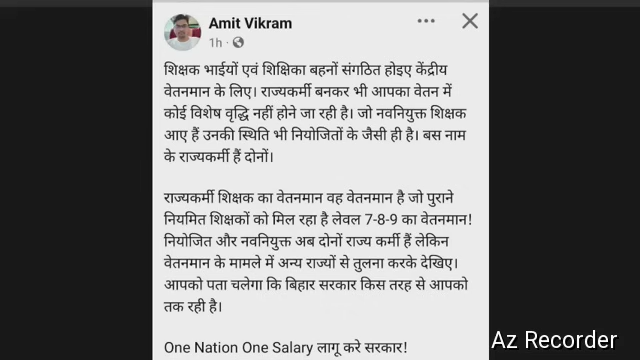 Amit Vikram
1h
शिक्षक भाईयों एवं शिक्षिका बहनों संगठित होइए केंद्रीय
वेतनमान के लिए। राज्यकर्मी बनकर भी आपका वेतन में
कोई विशेष वृद्धि नहीं होने जा रही है। जो नवनियुक्त शिक्षक
आए हैं उनकी स्थिति भी नियोजितों के जैसी ही है। बस नाम
के राज्यकर्मी हैं दोनों।
राज्यकर्मी शिक्षक का वेतनमान वह वेतनमान है जो पुराने
नियमित शिक्षकों को मिल रहा है लेवल 7-8-9 का वेतनमान!
नियोजित और नवनियुक्त अब दोनों राज्य कर्मी हैं लेकिन
वेतनमान के मामले में अन्य राज्यों से तुलना करके देखिए।
आपको पता चलेगा कि बिहार सरकार किस तरह से आपको
तक रही है।
One Nation One Salary लागू करे सरकार!
Az Recorder